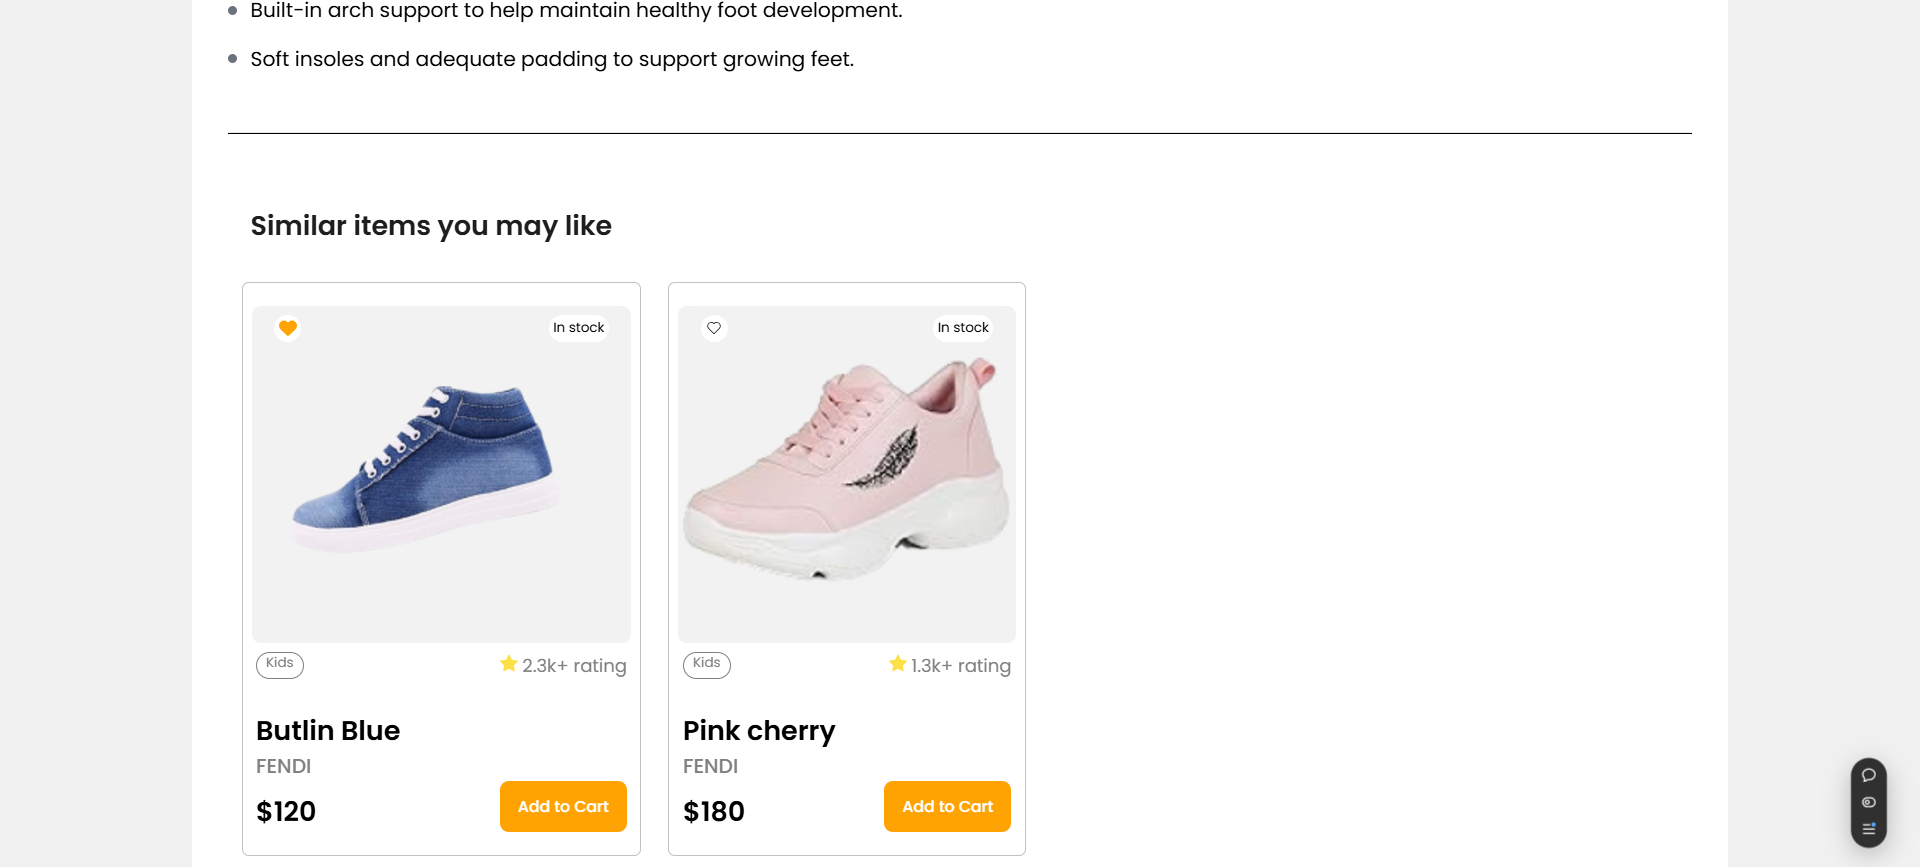 Built-in arch support to help maintain healthy foot development.
Soft insoles and adequate padding to support growing feet.
Similar items you may like
In stock
Kids
2.3k+ rating
Butlin Blue
FENDI
$120
Add to Cart
In stock
Kids
1.3k+ rating
Pink cherry
FENDI
$180
Add to Cart